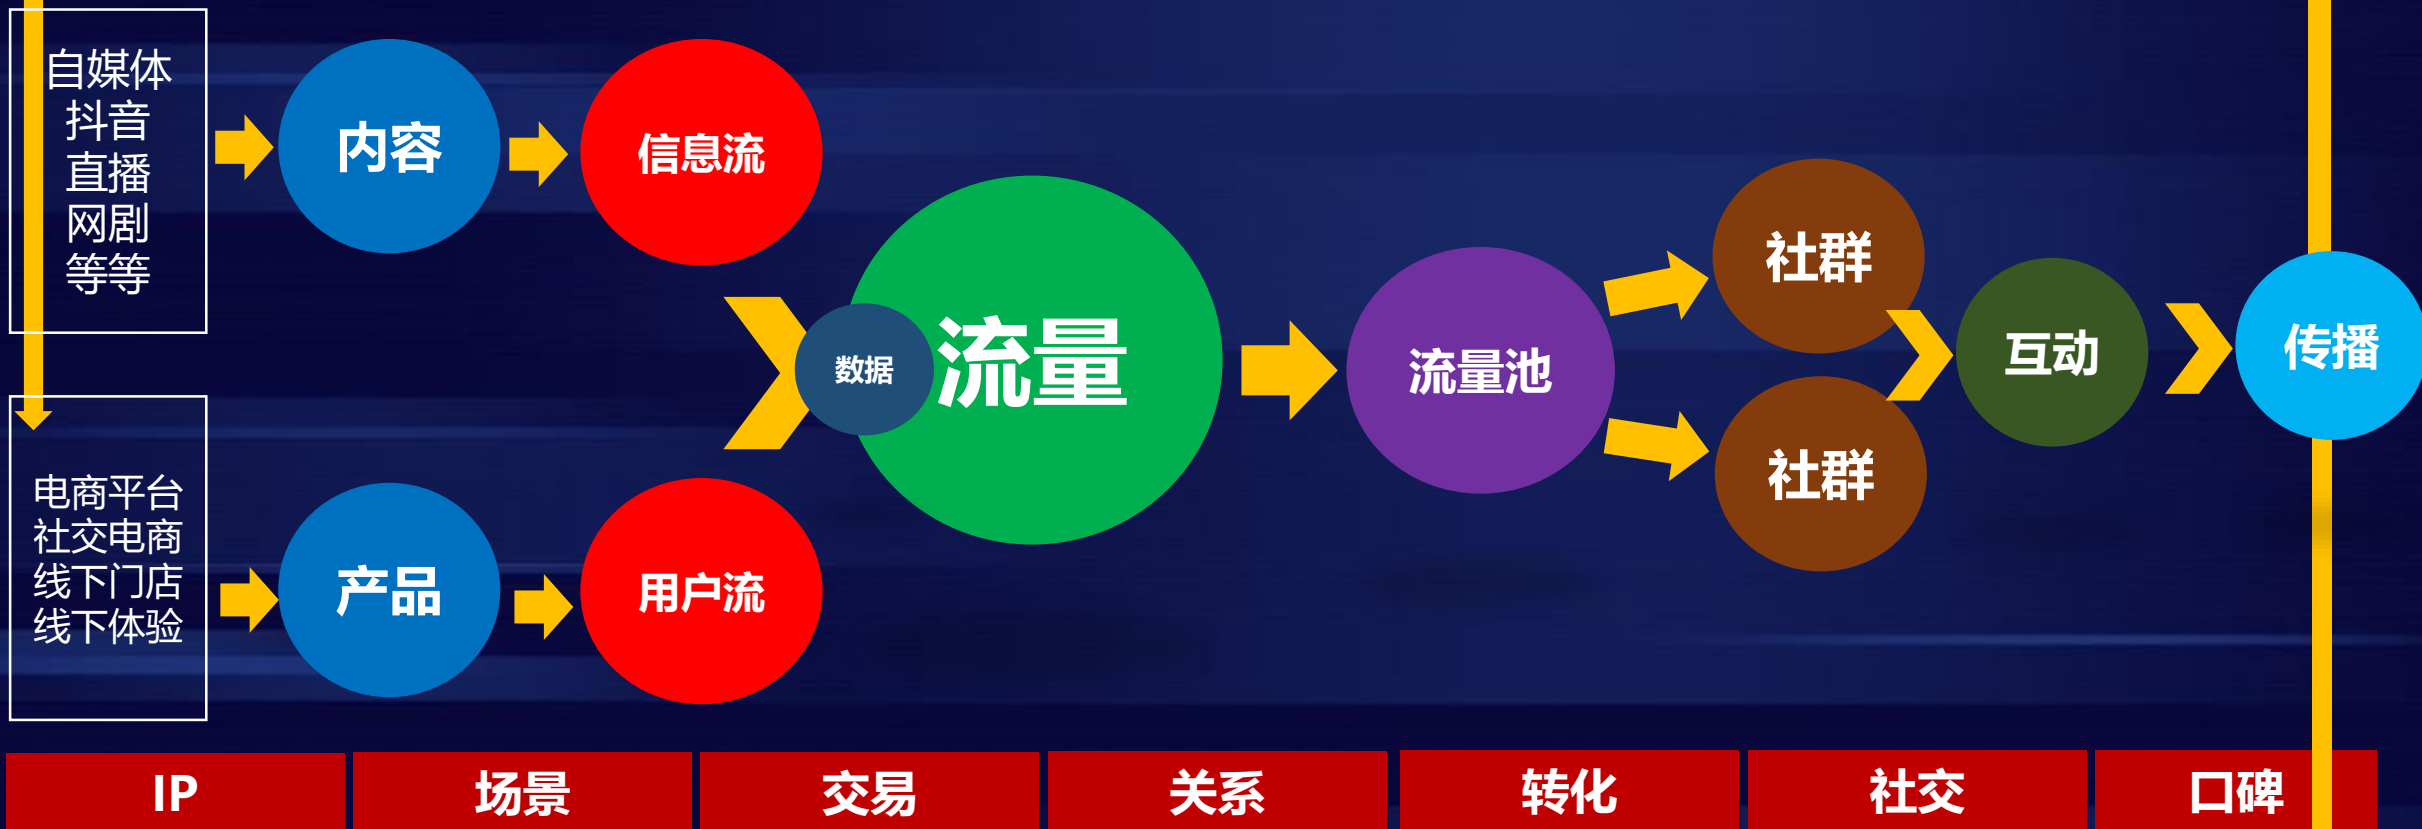 自媒体
抖音
直播
网剧
等等
内容
信息流
电商平台
社交电商
线下门店
线下体验
产品
用户流
数据
流量
流量池
社群
社群
互动
传播
IP
场景
交易
关系
转化
社交
口碑